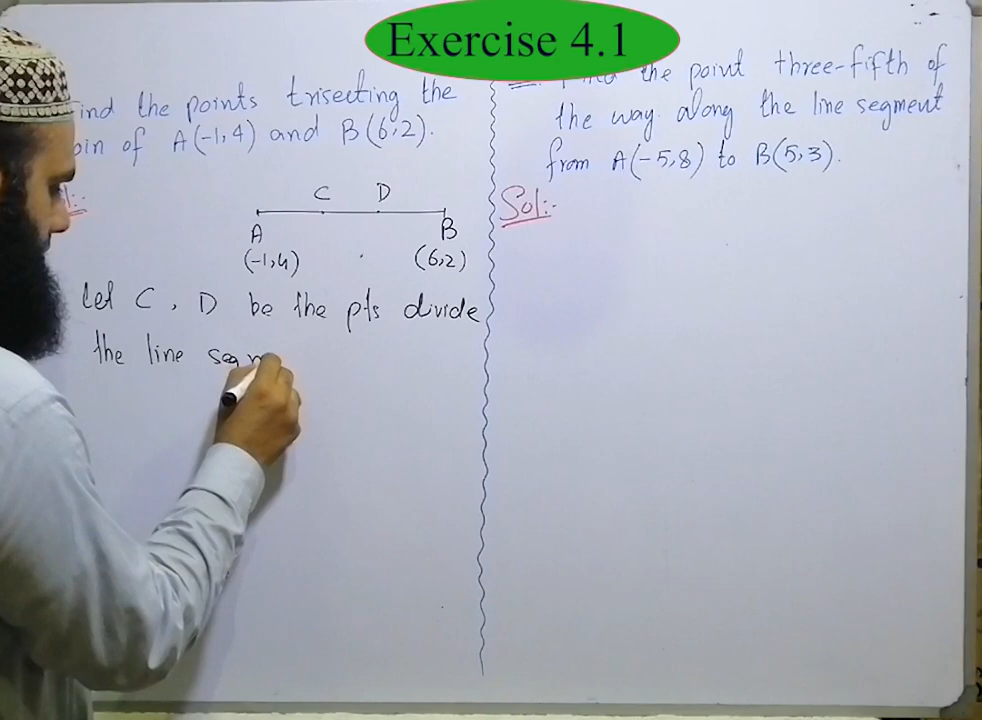 Exercise 4.1
the points trisecting the
of A(-1,4) and B(6,2).
C D
A B
(-1,4) (6,2)
Let C, D be the pts divide
the line segm
the point three-fifth of
the way along the line segment
from A(-5,8) to B(5,3).
Sol:-